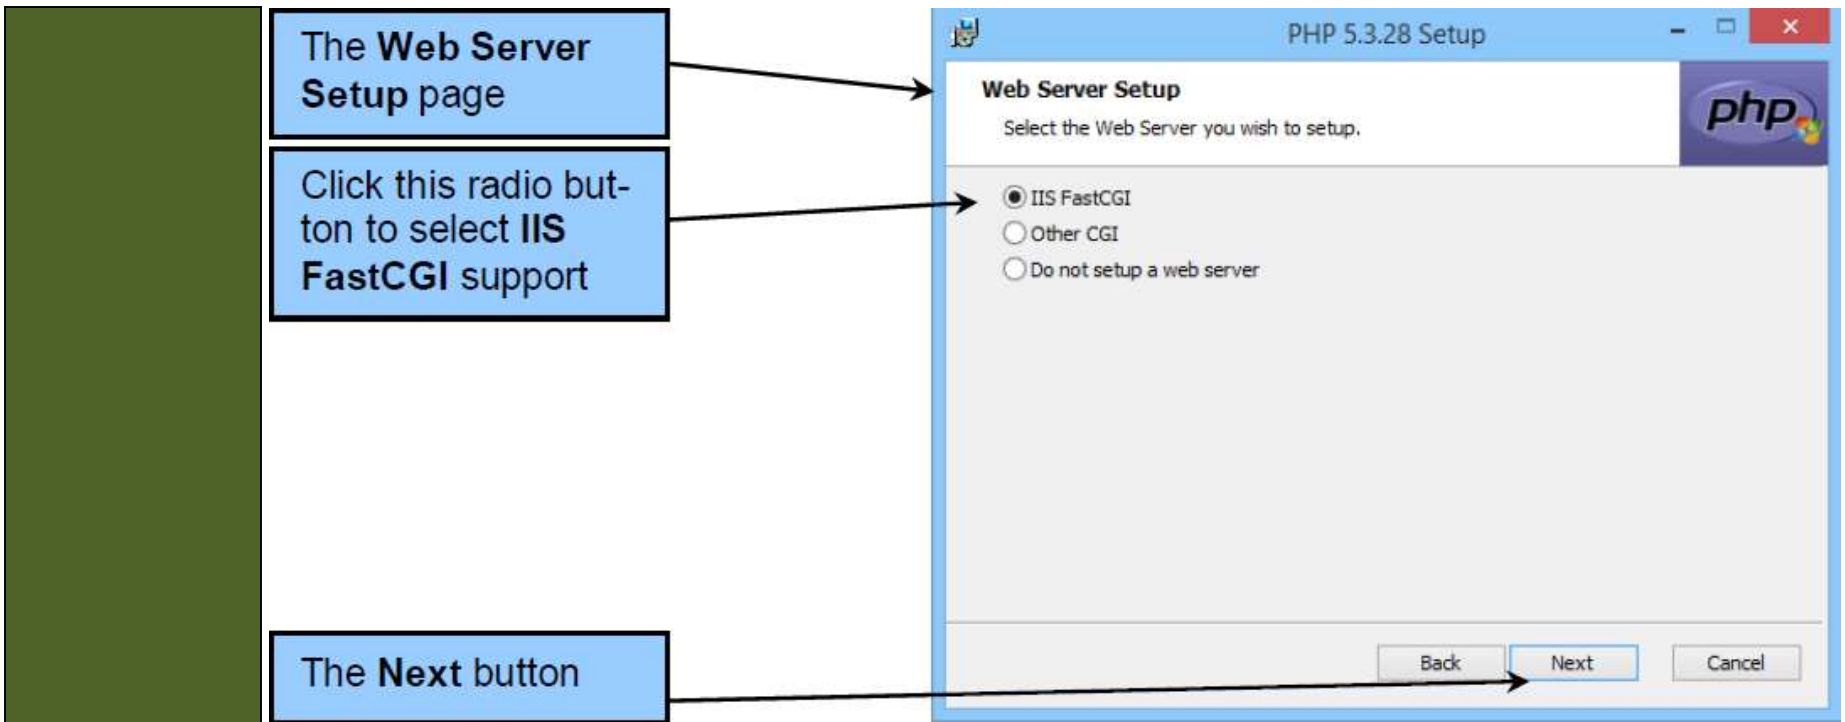 The Web Server
Setup page
Click this radio but-
ton to select IIS
FastCGI support
The Next button
PHP 5.3.28 Setup
Web Server Setup
Select the Web Server you wish to setup.
php
IIS FastCGI
Other CGI
Do not setup a web server
Back
Next
Cancel